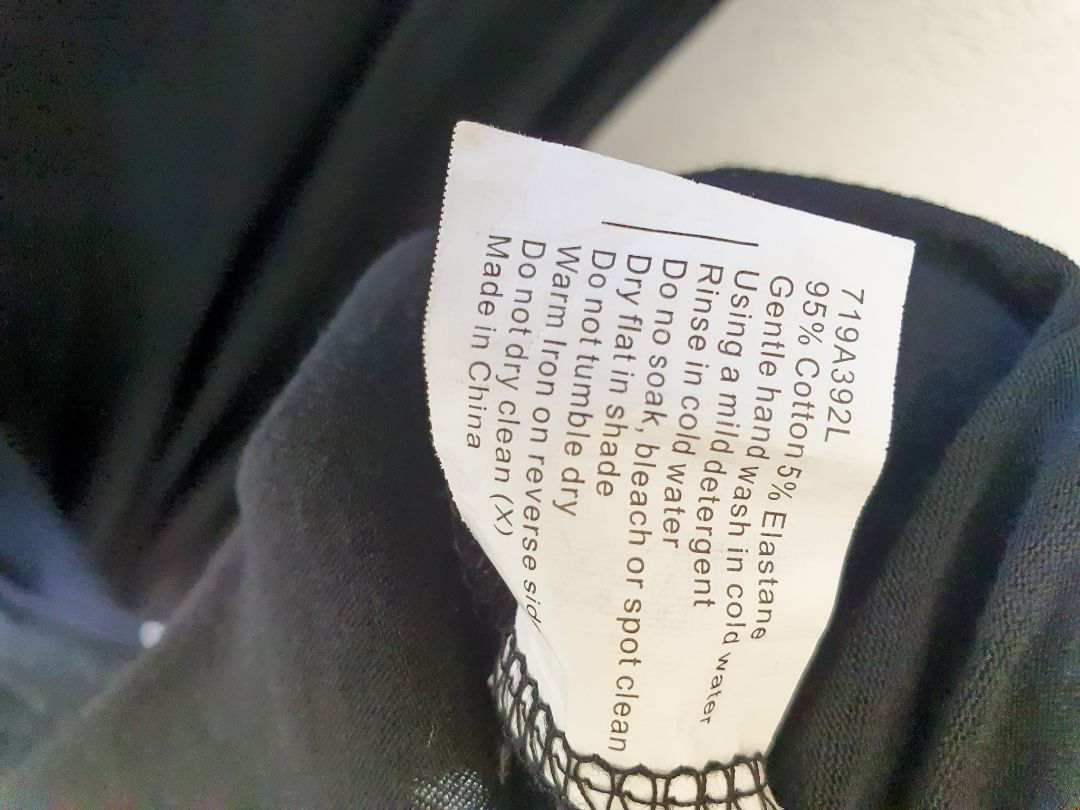 719A392L
95% Cotton 5% Elastane
Gentle hand wash in cold water
Using a mild detergent
Rinse in cold water
Do no soak, bleach or spot clean
Dry flat in shade
Do not tumble dry
Warm Iron on reverse sid
Do not dry clean (X)
Made in China